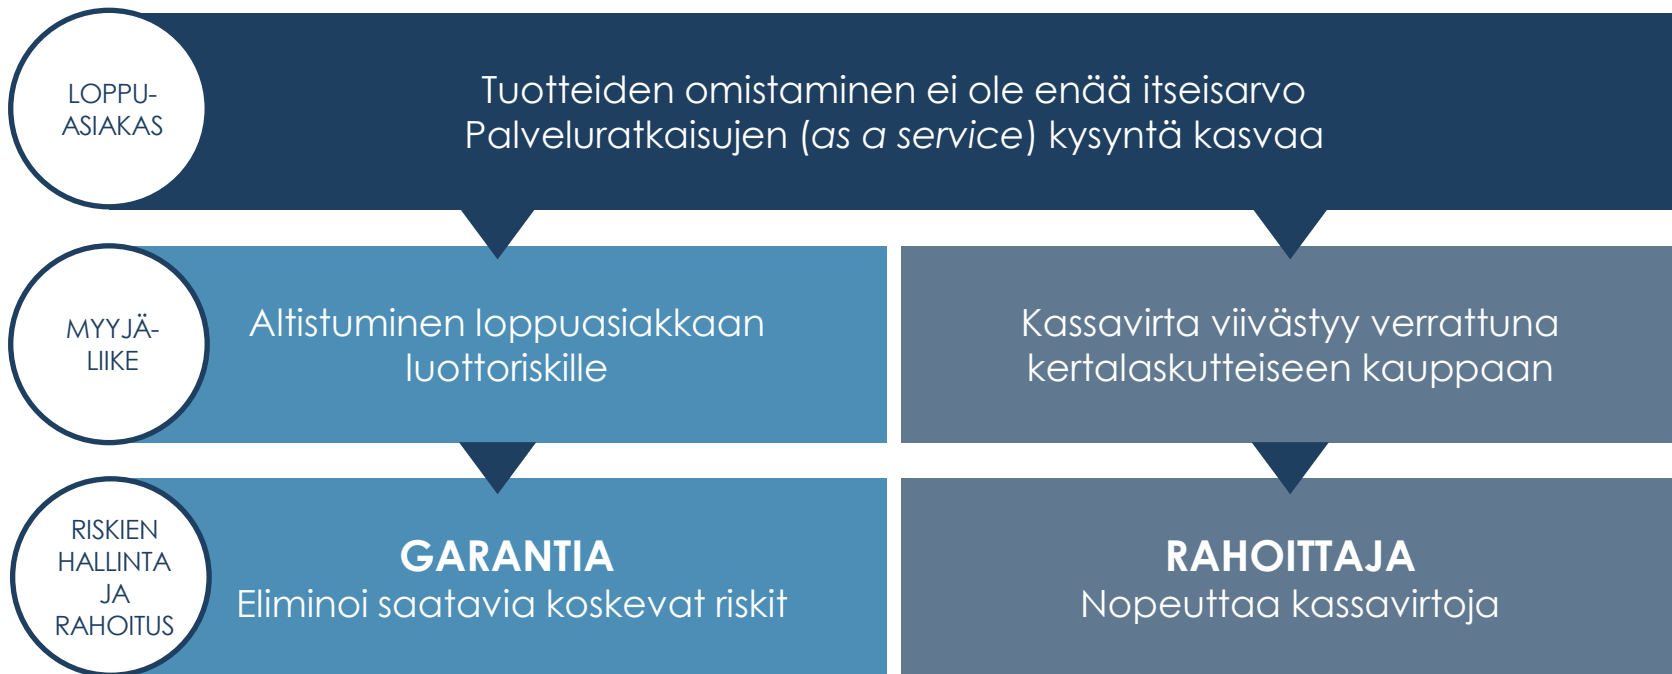 LOPPU-
ASIAKAS
Tuotteiden omistaminen ei ole enää itseisarvo
Palveluratkaisujen (as a service) kysyntä kasvaa
MYYJÄ-
LIIKE
Altistuminen loppuasiakkaan
luottoriskille
Kassavirta viivästyy verrattuna
kertalaskutteiseen kauppaan
RISKIEN
HALLINTA
JA
RAHOITUS
GARANTIA
Eliminoi saatavia koskevat riskit
RAHOITTAJA
Nopeuttaa kassavirtoja